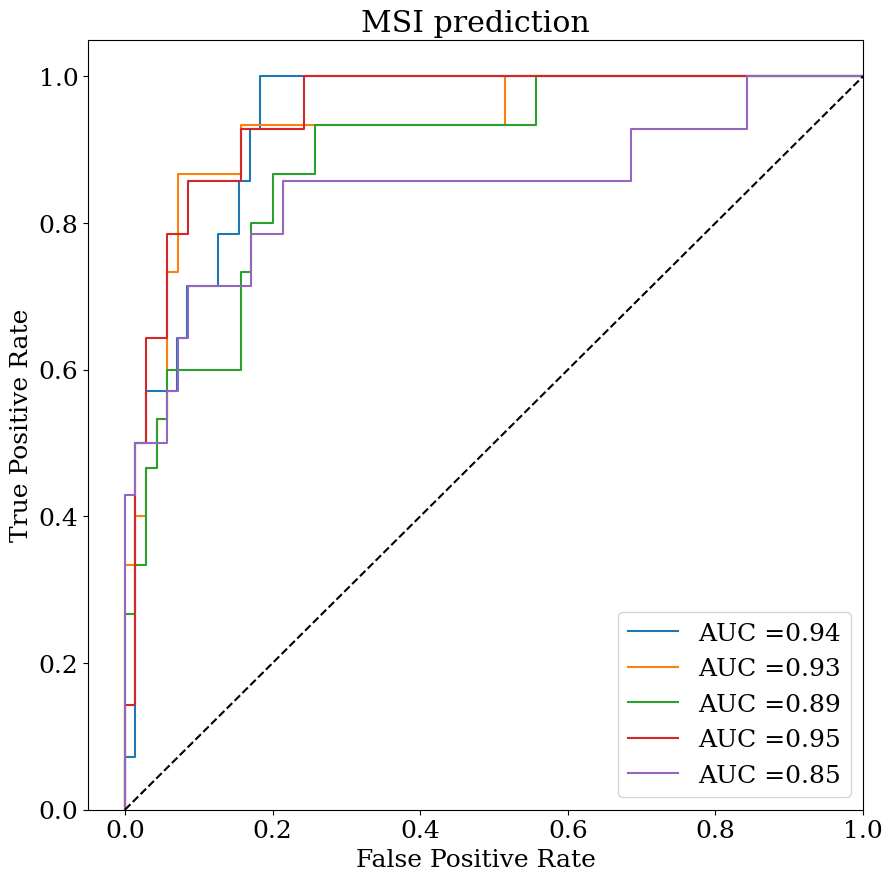 MSI prediction
True Positive Rate
1.0
0.8
0.6
0.4
0.2
0.0
AUC =0.94
AUC =0.93
AUC =0.89
AUC =0.95
AUC =0.85
0.0 0.2 0.4 0.6 0.8 1.0
False Positive Rate